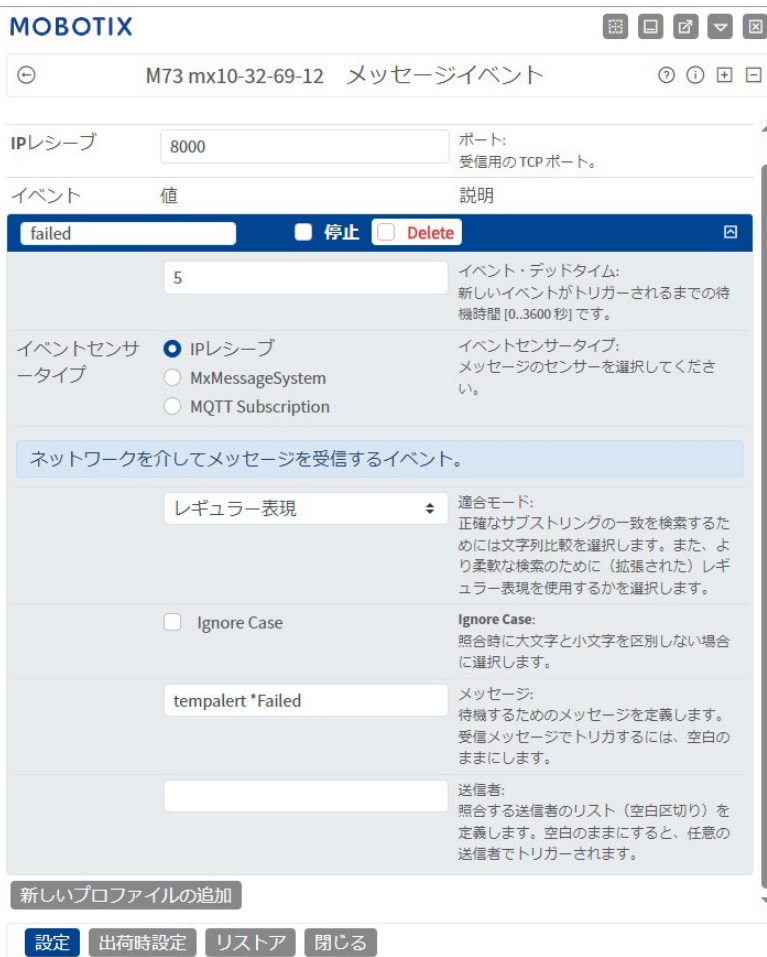 MOBOTIX
M73 mx10-32-69-12 メッセージイベント
IPレシーブ
8000
ポート:
受信用の TCP ポート。
イベント 値 説明
failed 停止 Delete
5
イベント・デッドタイム:
新しいイベントがトリガーされるまでの待
機時間 [0..3600 秒] です。
イベントセンサ
ータイプ
IPレシーブ
MxMessageSystem
MQTT Subscription
イベントセンサータイプ:
メッセージのセンサーを選択してくださ
い。
ネットワークを介してメッセージを受信するイベント。
レギュラー表現
適合モード:
正確なサブストリングの一致を検索するた
めには文字列比較を選択します。また、よ
り柔軟な検索のために（拡張された）レギ
ュラー表現を使用するかを選択します。
Ignore Case
Ignore Case:
照合時に大文字と小文字を区別しない場合
に選択します。
tempalert *Failed
メッセージ:
待機するためのメッセージを定義します。
受信メッセージでトリガするには、空白の
ままにします。
送信者:
照合する送信者のリスト（空白区切り）を
定義します。空白のままにすると、任意の
送信者でトリガーされます。
新しいプロファイルの追加
設定 出荷時設定 リストア 閉じる